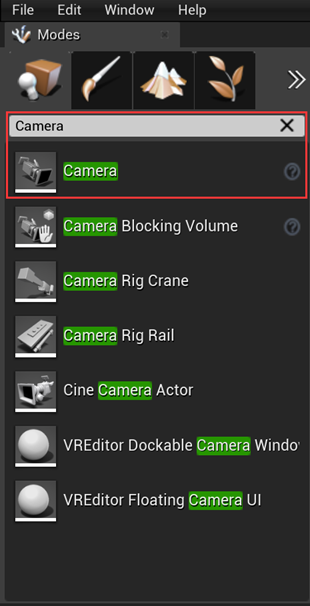 File Edit Window Help
Modes
Camera
Camera
Camera Blocking Volume
Camera Rig Crane
Camera Rig Rail
Cine Camera Actor
VREditor Dockable Camera Windo
VREditor Floating Camera UI